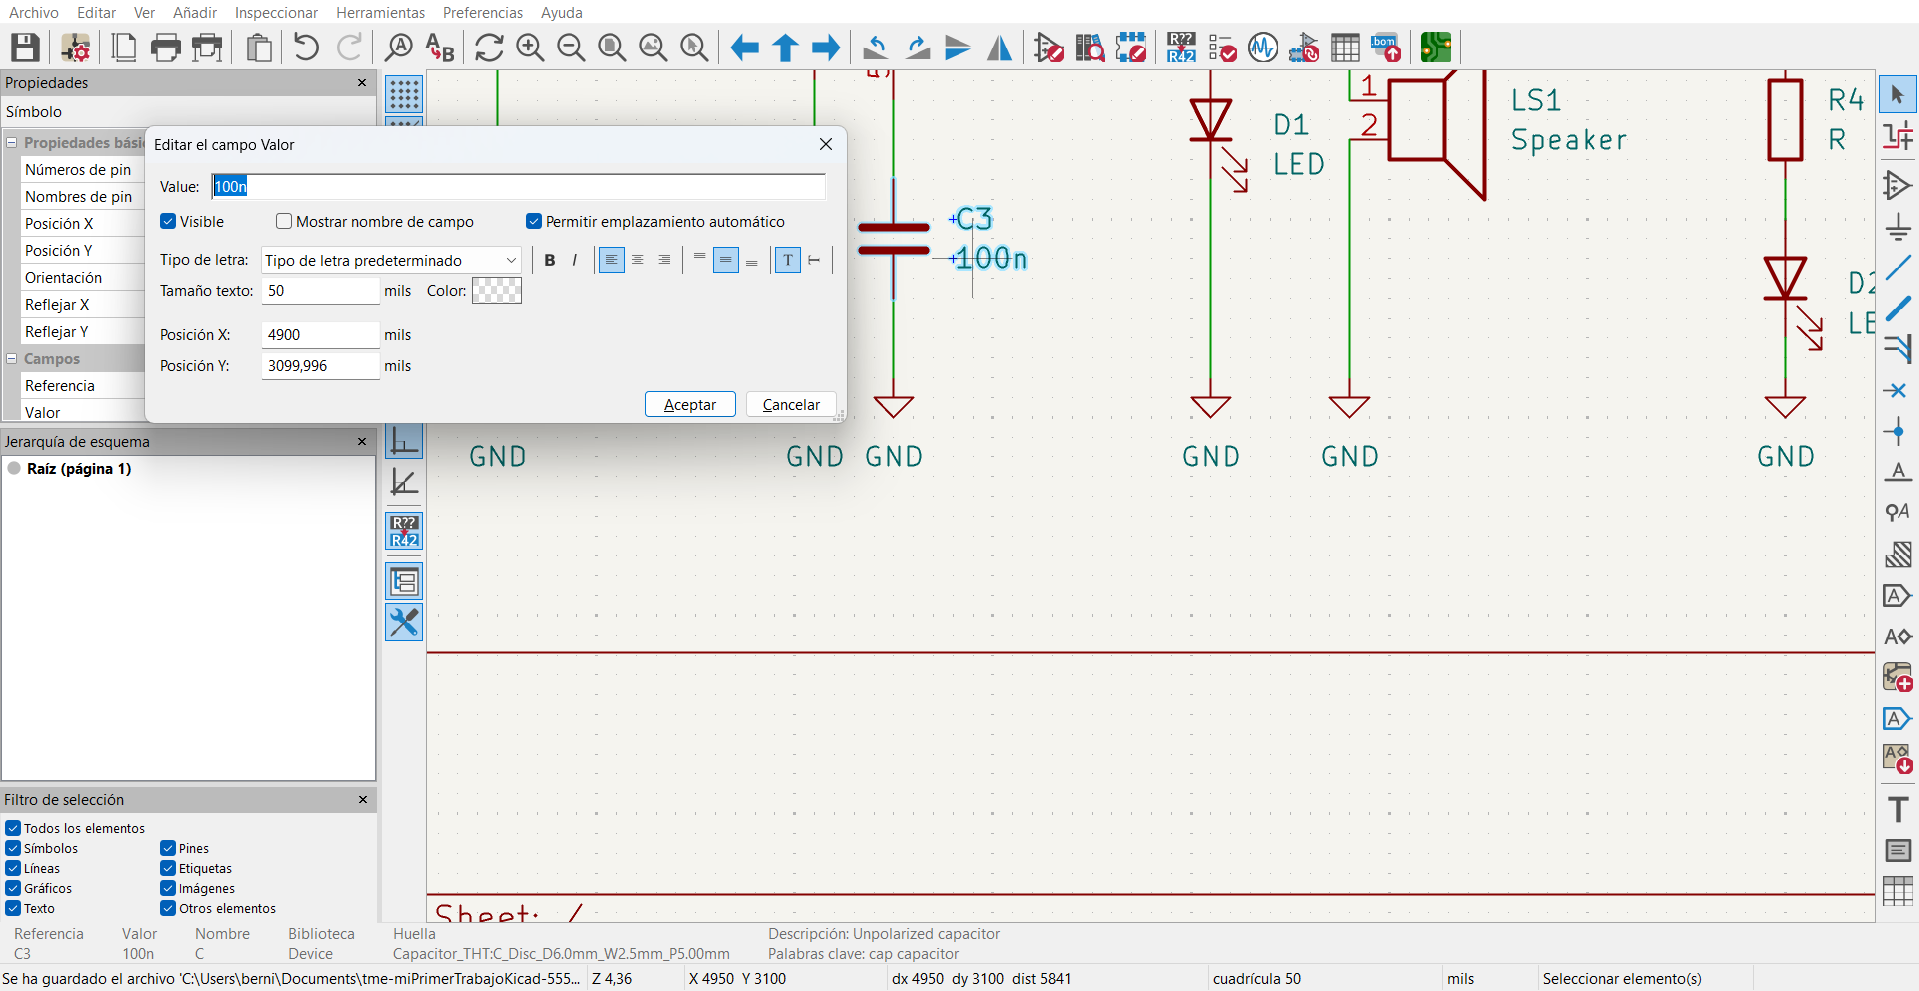 Archivo Editar Ver Añadir Inspeccionar Herramientas Preferencias Ayuda
Propiedades
Símbolo
Propiedades bási
Números de pin
Nombres de pin
Posición X
Posición Y
Orientación
Reflejar X
Reflejar Y
Campos
Referencia
Valor
Editar el campo Valor
Value: 100n
Visible Mostrar nombre de campo Permitir emplazamiento automático
Tipo de letra: Tipo de letra predeterminado B I T T
Tamaño texto: 50 mils Color:
Posición X: 4900 mils
Posición Y: 3099,996 mils
Aceptar Cancelar
C3
100n
D1
LED
1
2
LS1
Speaker
R4
R
D2
LE
GND GND GND GND GND GND
Jerarquía de esquema
Raíz (página 1)
R??
R42
R??
R42
.bom
Filtro de selección
Todos los elementos
Símbolos Pines
Líneas Etiquetas
Gráficos Imágenes
Texto Otros elementos
Sheet: /
Referencia Valor Nombre Biblioteca Huella Descripción: Unpolarized capacitor
C3 100n C Device Capacitor_THT:C_Disc_D6.0mm_W2.5mm_P5.00mm Palabras clave: cap capacitor
Se ha guardado el archivo 'C:\Users\berni\Documents\tme-miPrimerTrabajoKicad-555... Z 4,36 X 4950 Y 3100 dx 4950 dy 3100 dist 5841 cuadrícula 50 mils Seleccionar elemento(s)